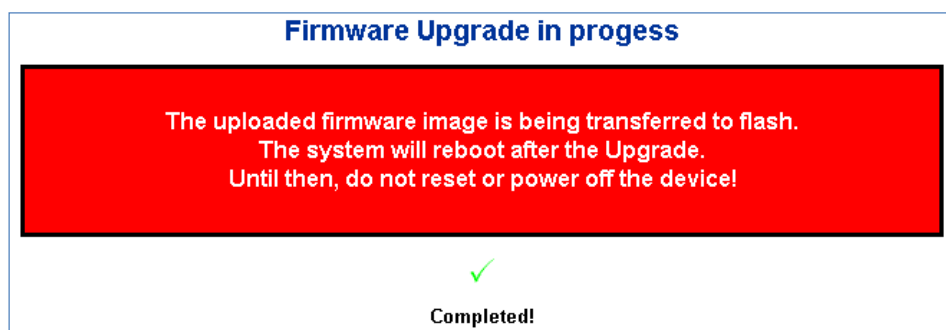 Firmware Upgrade in progess
The uploaded firmware image is being transferred to flash.
The system will reboot after the Upgrade.
Until then, do not reset or power off the device!
Completed!